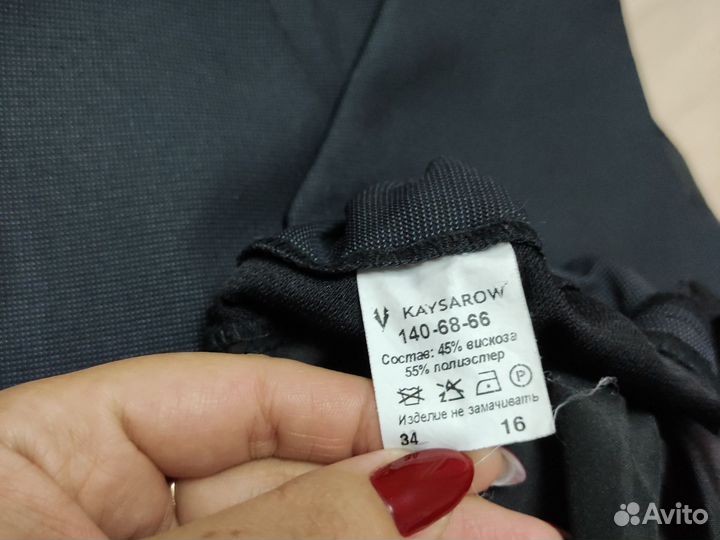 KAYSAROW
140-68-66
Состав: 45% вискоза
55% полиэстер
P
Изделие не замачивать
34 16
Avito